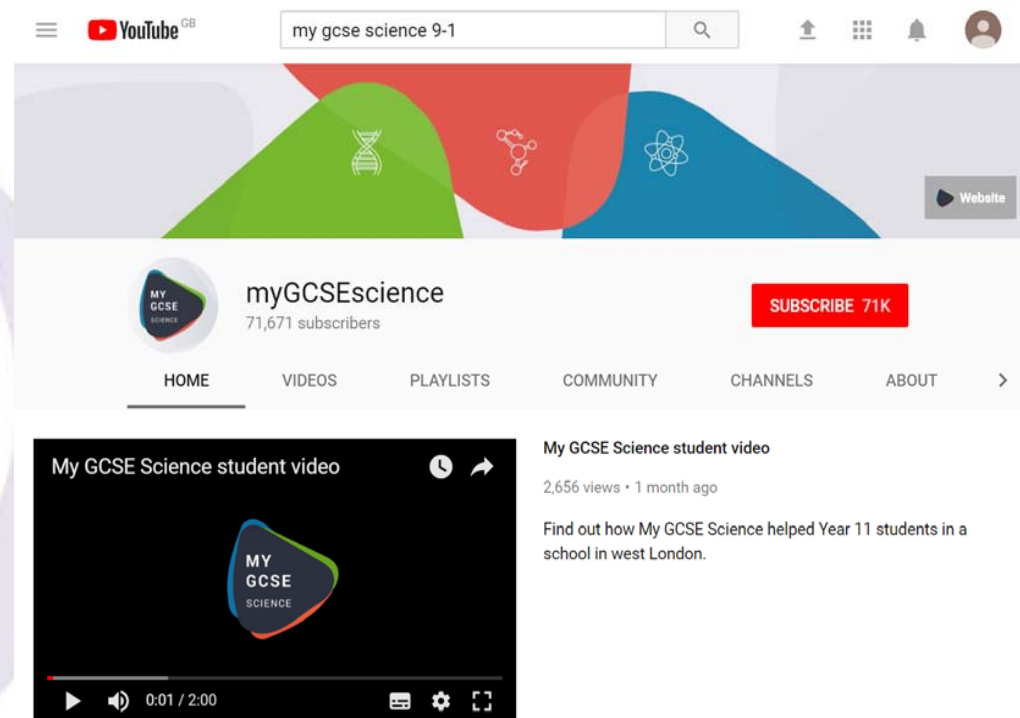 YouTube GB
my gcse science 9-1
Website
MY
GCSE
SCIENCE
myGCSEscience
71,671 subscribers
SUBSCRIBE 71K
HOME VIDEOS PLAYLISTS COMMUNITY CHANNELS ABOUT
My GCSE Science student video
MY
GCSE
SCIENCE
0:01 / 2:00
My GCSE Science student video
2,656 views • 1 month ago
Find out how My GCSE Science helped Year 11 students in a
school in west London.